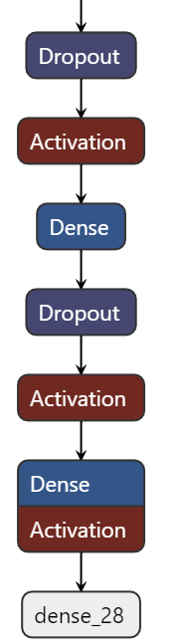 Dropout
Activation
Dense
Dropout
Activation
Dense
Activation
dense_28